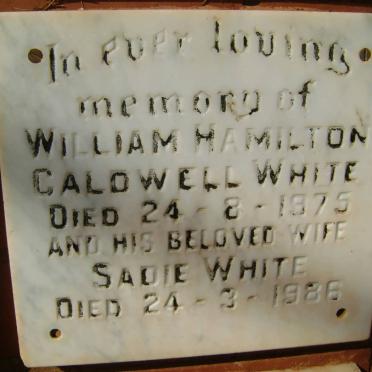 In ever loving
memory of
WILLIAM HAMILTON
CALDWELL WHITE
DIED 24-8-1975
AND HIS BELOVED WIFE
SADIE WHITE
DIED 24-3-1986